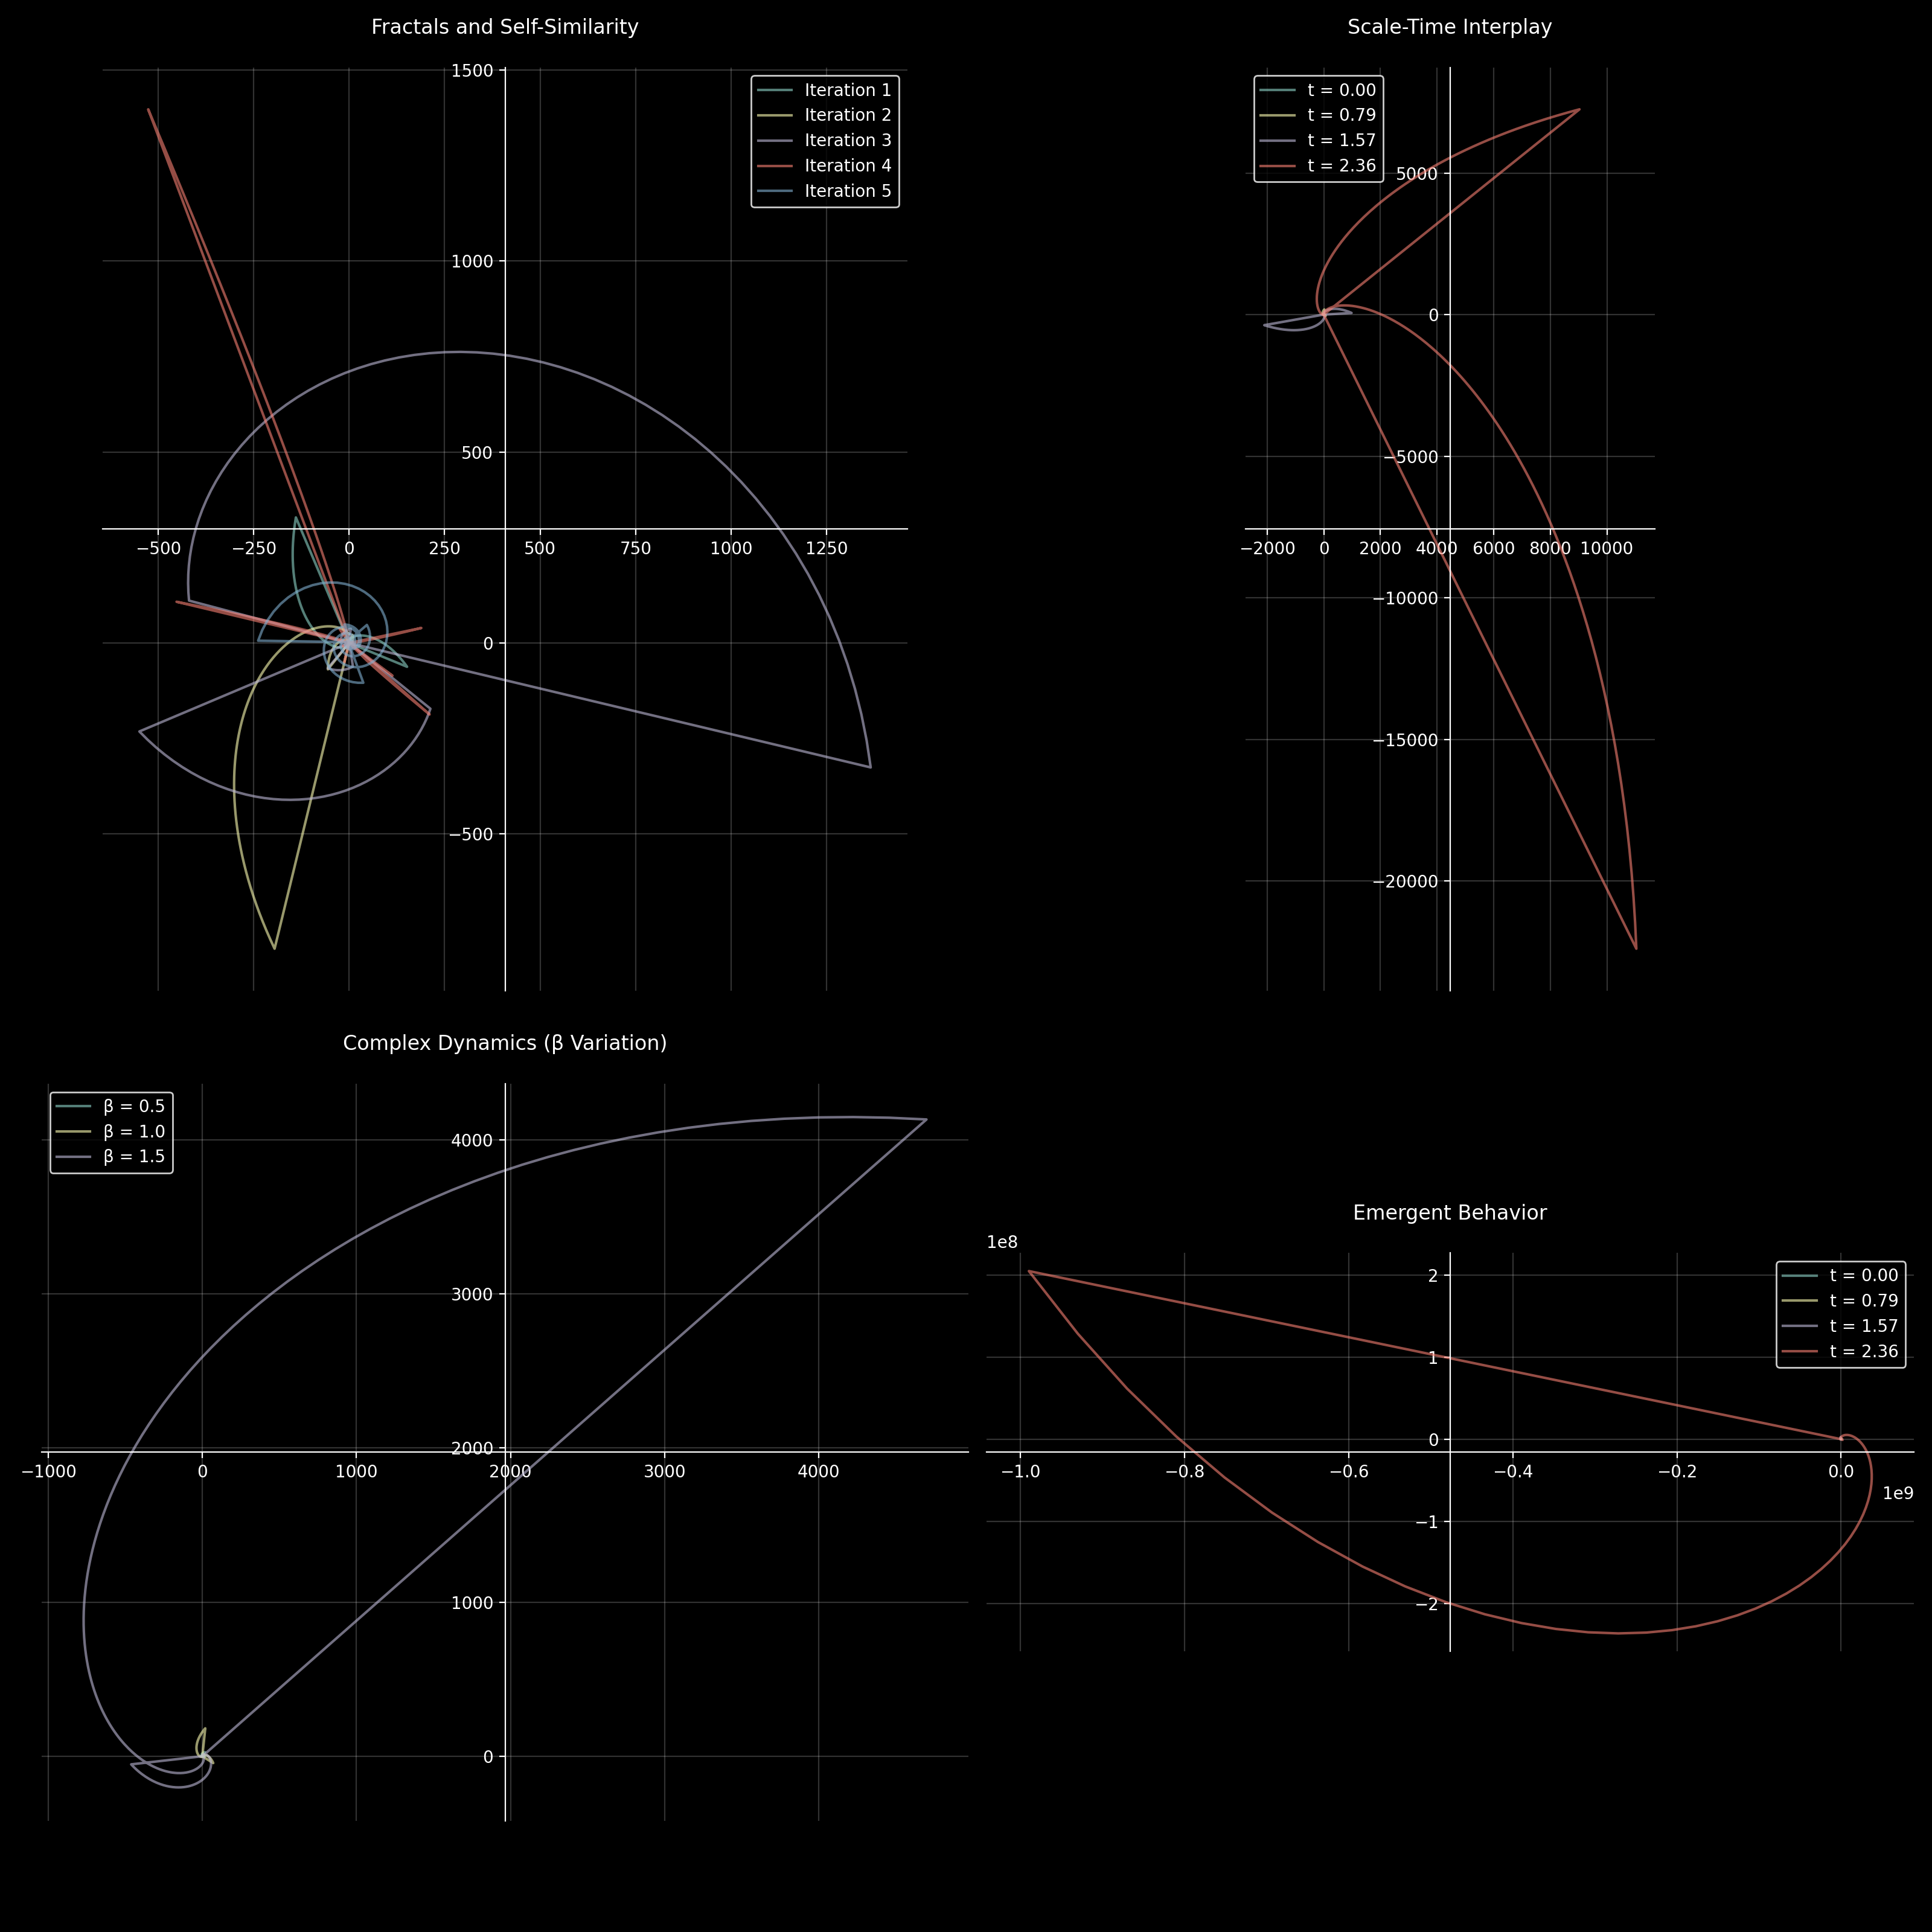 Fractals and Self-Similarity
1500
1000
500
0
−500
−500
−250
0
250
500
750
1000
1250
Iteration 1
Iteration 2
Iteration 3
Iteration 4
Iteration 5
Scale-Time Interplay
t = 0.00
t = 0.79
t = 1.57
t = 2.36
5000
0
−5000
−10000
−15000
−20000
−2000
0
2000
4000
6000
8000
10000
Complex Dynamics (β Variation)
β = 0.5
β = 1.0
β = 1.5
4000
3000
2000
1000
0
−1000
0
1000
2000
3000
4000
Emergent Behavior
1e8
2
1
0
−1
−2
−1.0
−0.8
−0.6
−0.4
−0.2
0.0
1e9
t = 0.00
t = 0.79
t = 1.57
t = 2.36